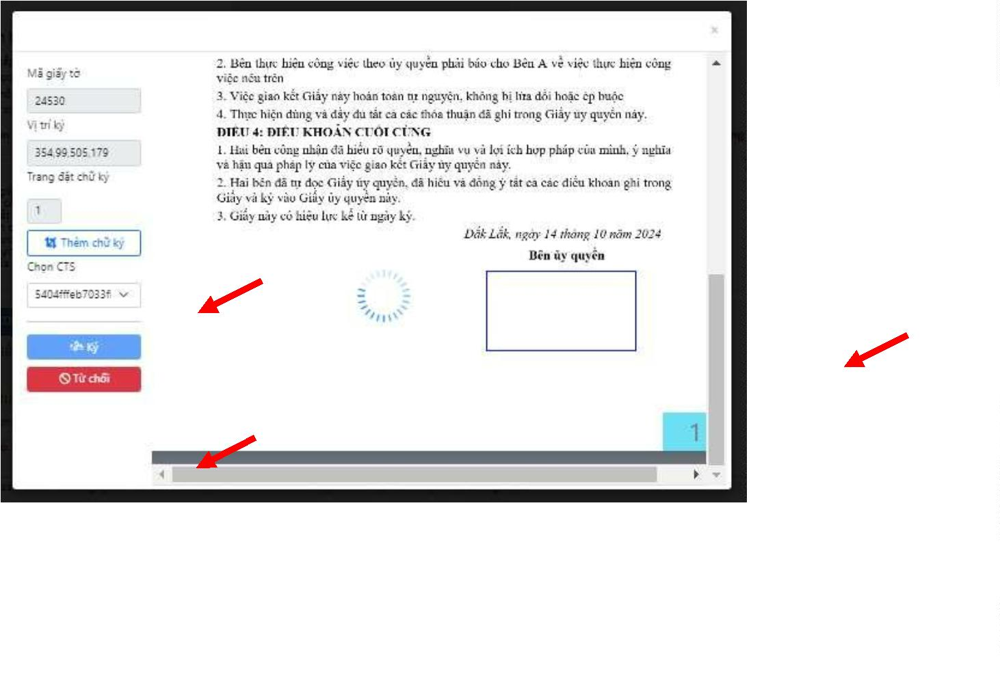 ×
Mã giấy tờ
24530
Vị trí ký
354,99,505,179
Trang đặt chữ ký
1
Thêm chữ ký
Chọn CTS
5404fffeb7033fi
Ký
Từ chối
2. Bên thực hiện công việc theo ủy quyền phải báo cho Bên A về việc thực hiện công
việc nêu trên
3. Việc giao kết Giấy này hoàn toàn tự nguyện, không bị lừa dối hoặc ép buộc
4. Thực hiện đúng và đầy đủ tất cả các thỏa thuận đã ghi trong Giấy ủy quyền này.
ĐIỀU 4: ĐIỀU KHOẢN CUỐI CÙNG
1. Hai bên công nhận đã hiểu rõ quyền, nghĩa vụ và lợi ích hợp pháp của mình, ý nghĩa
và hậu quả pháp lý của việc giao kết Giấy ủy quyền này.
2. Hai bên đã tự đọc Giấy ủy quyền, đã hiểu và đồng ý tất cả các điều khoản ghi trong
Giấy và ký vào Giấy ủy quyền này.
3. Giấy này có hiệu lực kể từ ngày ký.
Đắk Lắk, ngày 14 tháng 10 năm 2024
Bên ủy quyền
1